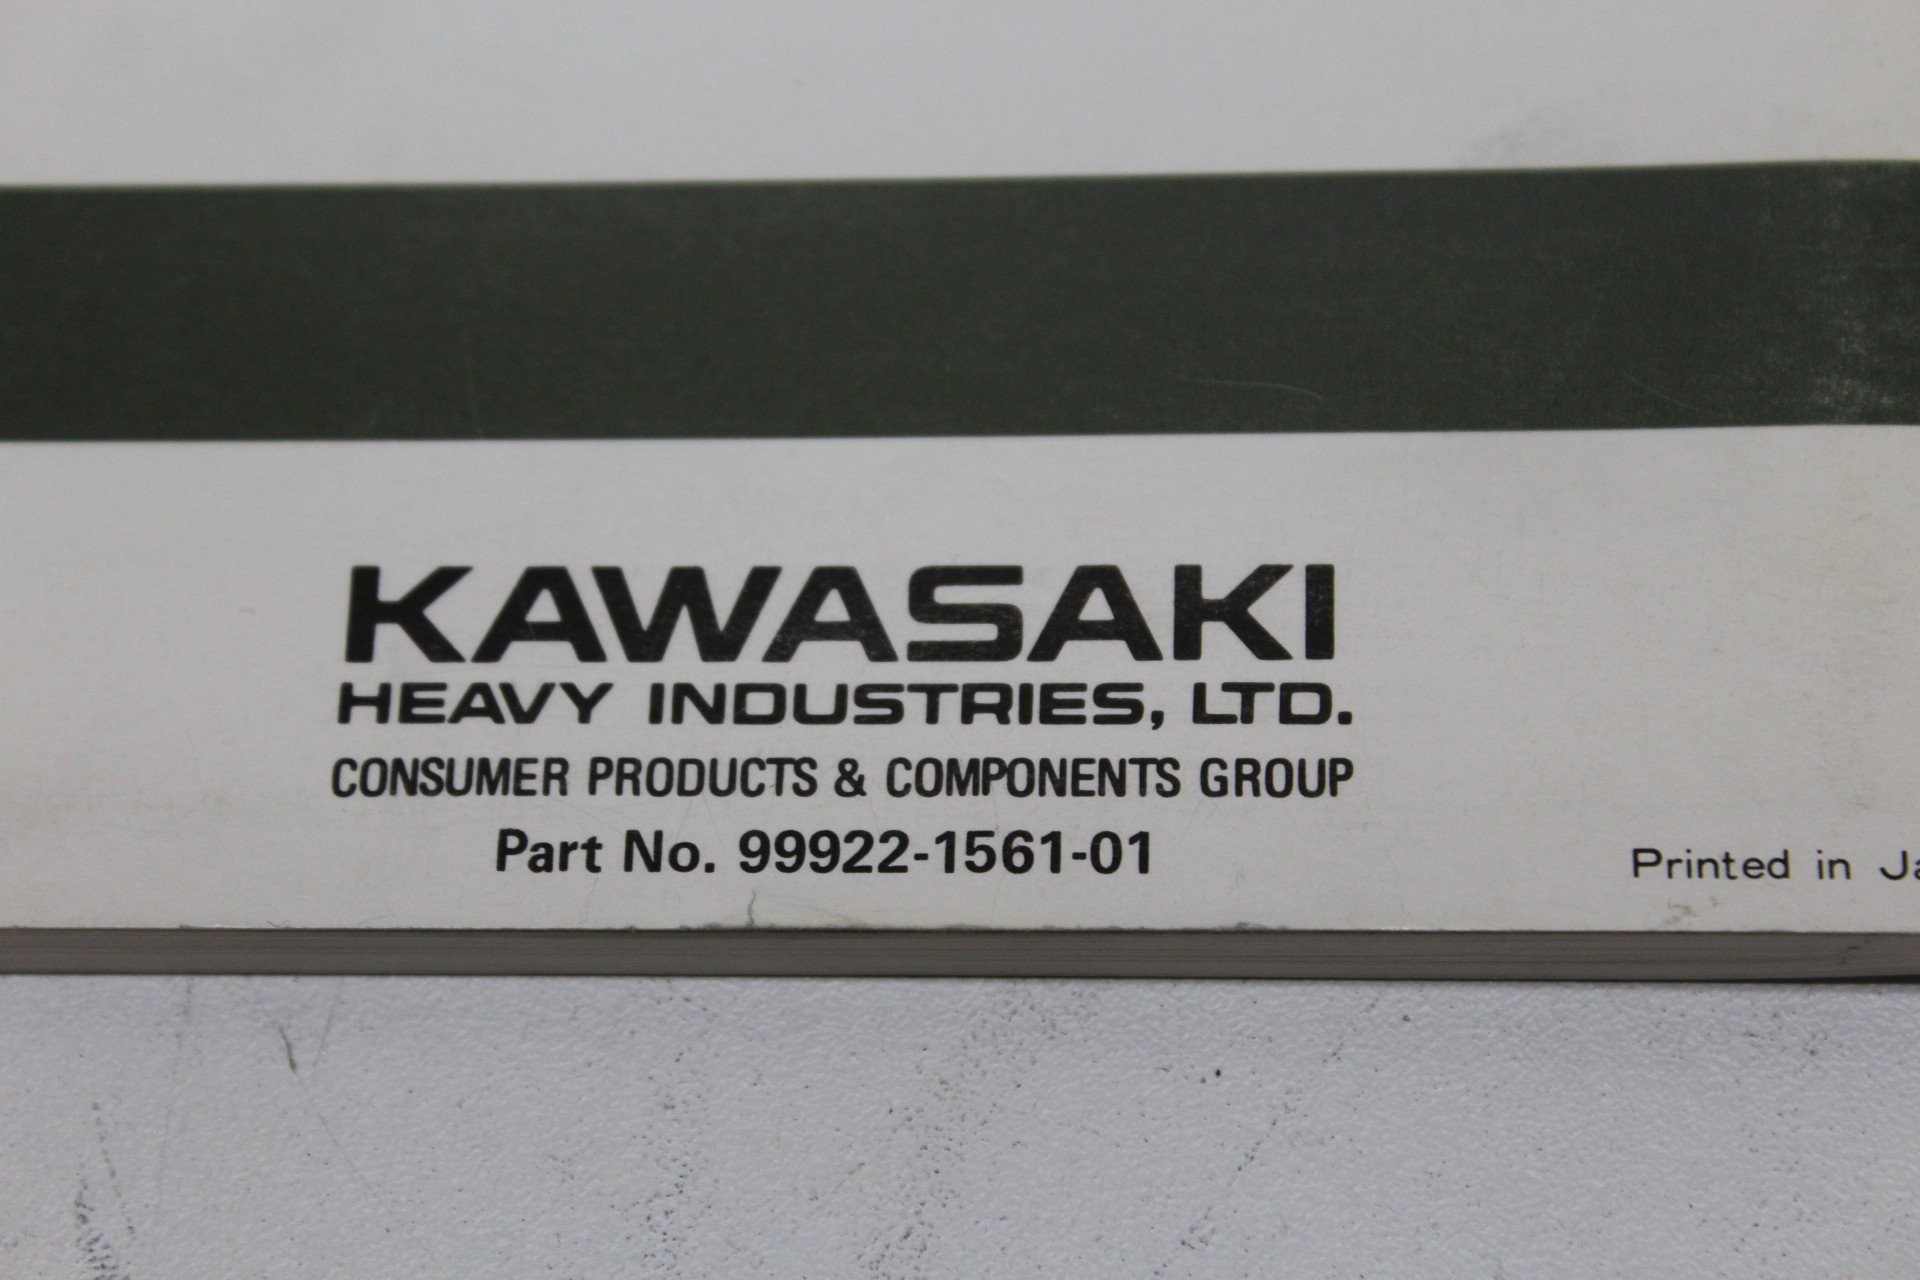 KAWASAKI
HEAVY INDUSTRIES, LTD.
CONSUMER PRODUCTS & COMPONENTS GROUP
Part No. 99922-1561-01
Printed in